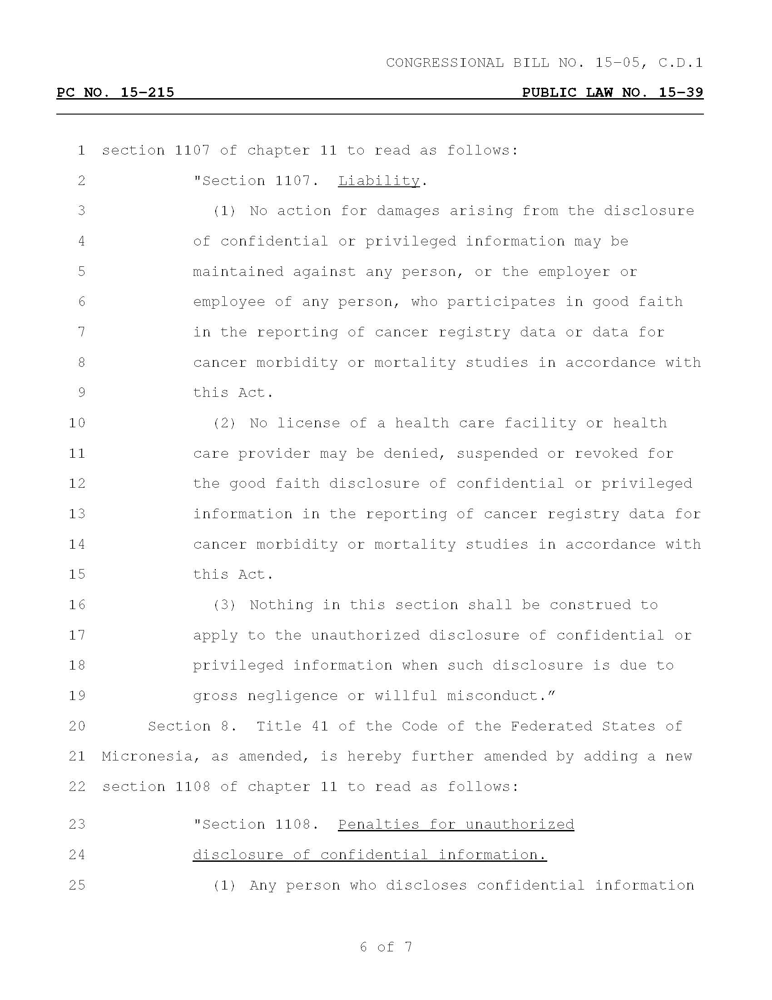 CONGRESSIONAL BILL NO. 15-05, C.D.1
PC NO. 15-215 PUBLIC LAW NO. 15-39
1 section 1107 of chapter 11 to read as follows:
2 "Section 1107. Liability.
3 (1) No action for damages arising from the disclosure
4 of confidential or privileged information may be
5 maintained against any person, or the employer or
6 employee of any person, who participates in good faith
7 in the reporting of cancer registry data or data for
8 cancer morbidity or mortality studies in accordance with
9 this Act.
10 (2) No license of a health care facility or health
11 care provider may be denied, suspended or revoked for
12 the good faith disclosure of confidential or privileged
13 information in the reporting of cancer registry data for
14 cancer morbidity or mortality studies in accordance with
15 this Act.
16 (3) Nothing in this section shall be construed to
17 apply to the unauthorized disclosure of confidential or
18 privileged information when such disclosure is due to
19 gross negligence or willful misconduct.”
20 Section 8. Title 41 of the Code of the Federated States of
21 Micronesia, as amended, is hereby further amended by adding a new
22 section 1108 of chapter 11 to read as follows:
23 "Section 1108. Penalties for unauthorized
24 disclosure of confidential information.
25 (1) Any person who discloses confidential information
6 of 7